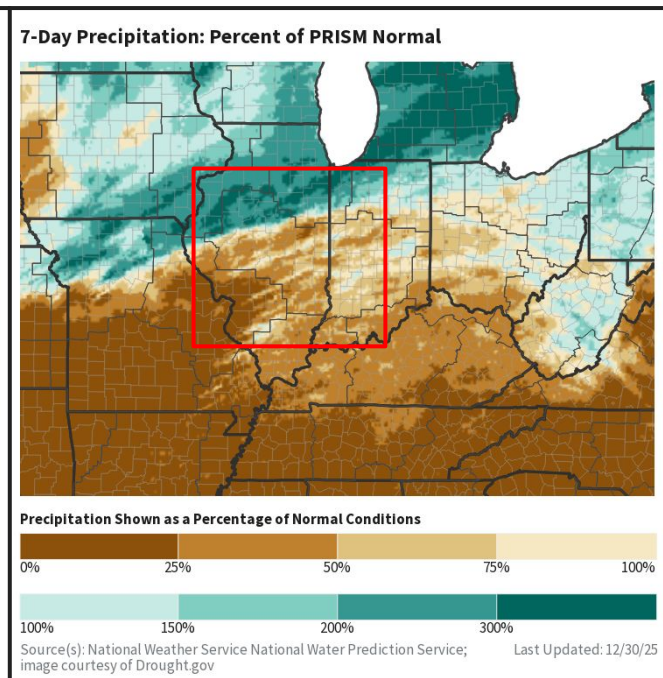 7-Day Precipitation: Percent of PRISM Normal
Precipitation Shown as a Percentage of Normal Conditions
0% 25% 50% 75% 100%
100% 150% 200% 300%
Source(s): National Weather Service National Water Prediction Service; Last Updated: 12/30/25
image courtesy of Drought.gov